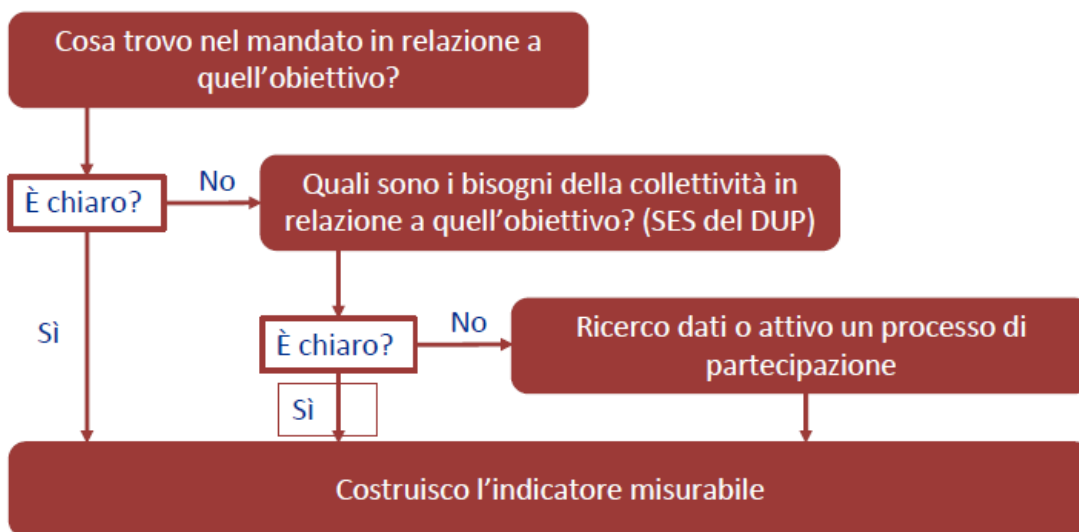 Cosa trovo nel mandato in relazione a
quell’obiettivo?
È chiaro?
No
Quali sono i bisogni della collettività in
relazione a quell’obiettivo? (SES del DUP)
Sì
È chiaro?
No
Ricerco dati o attivo un processo di
partecipazione
Sì
Costruisco l’indicatore misurabile